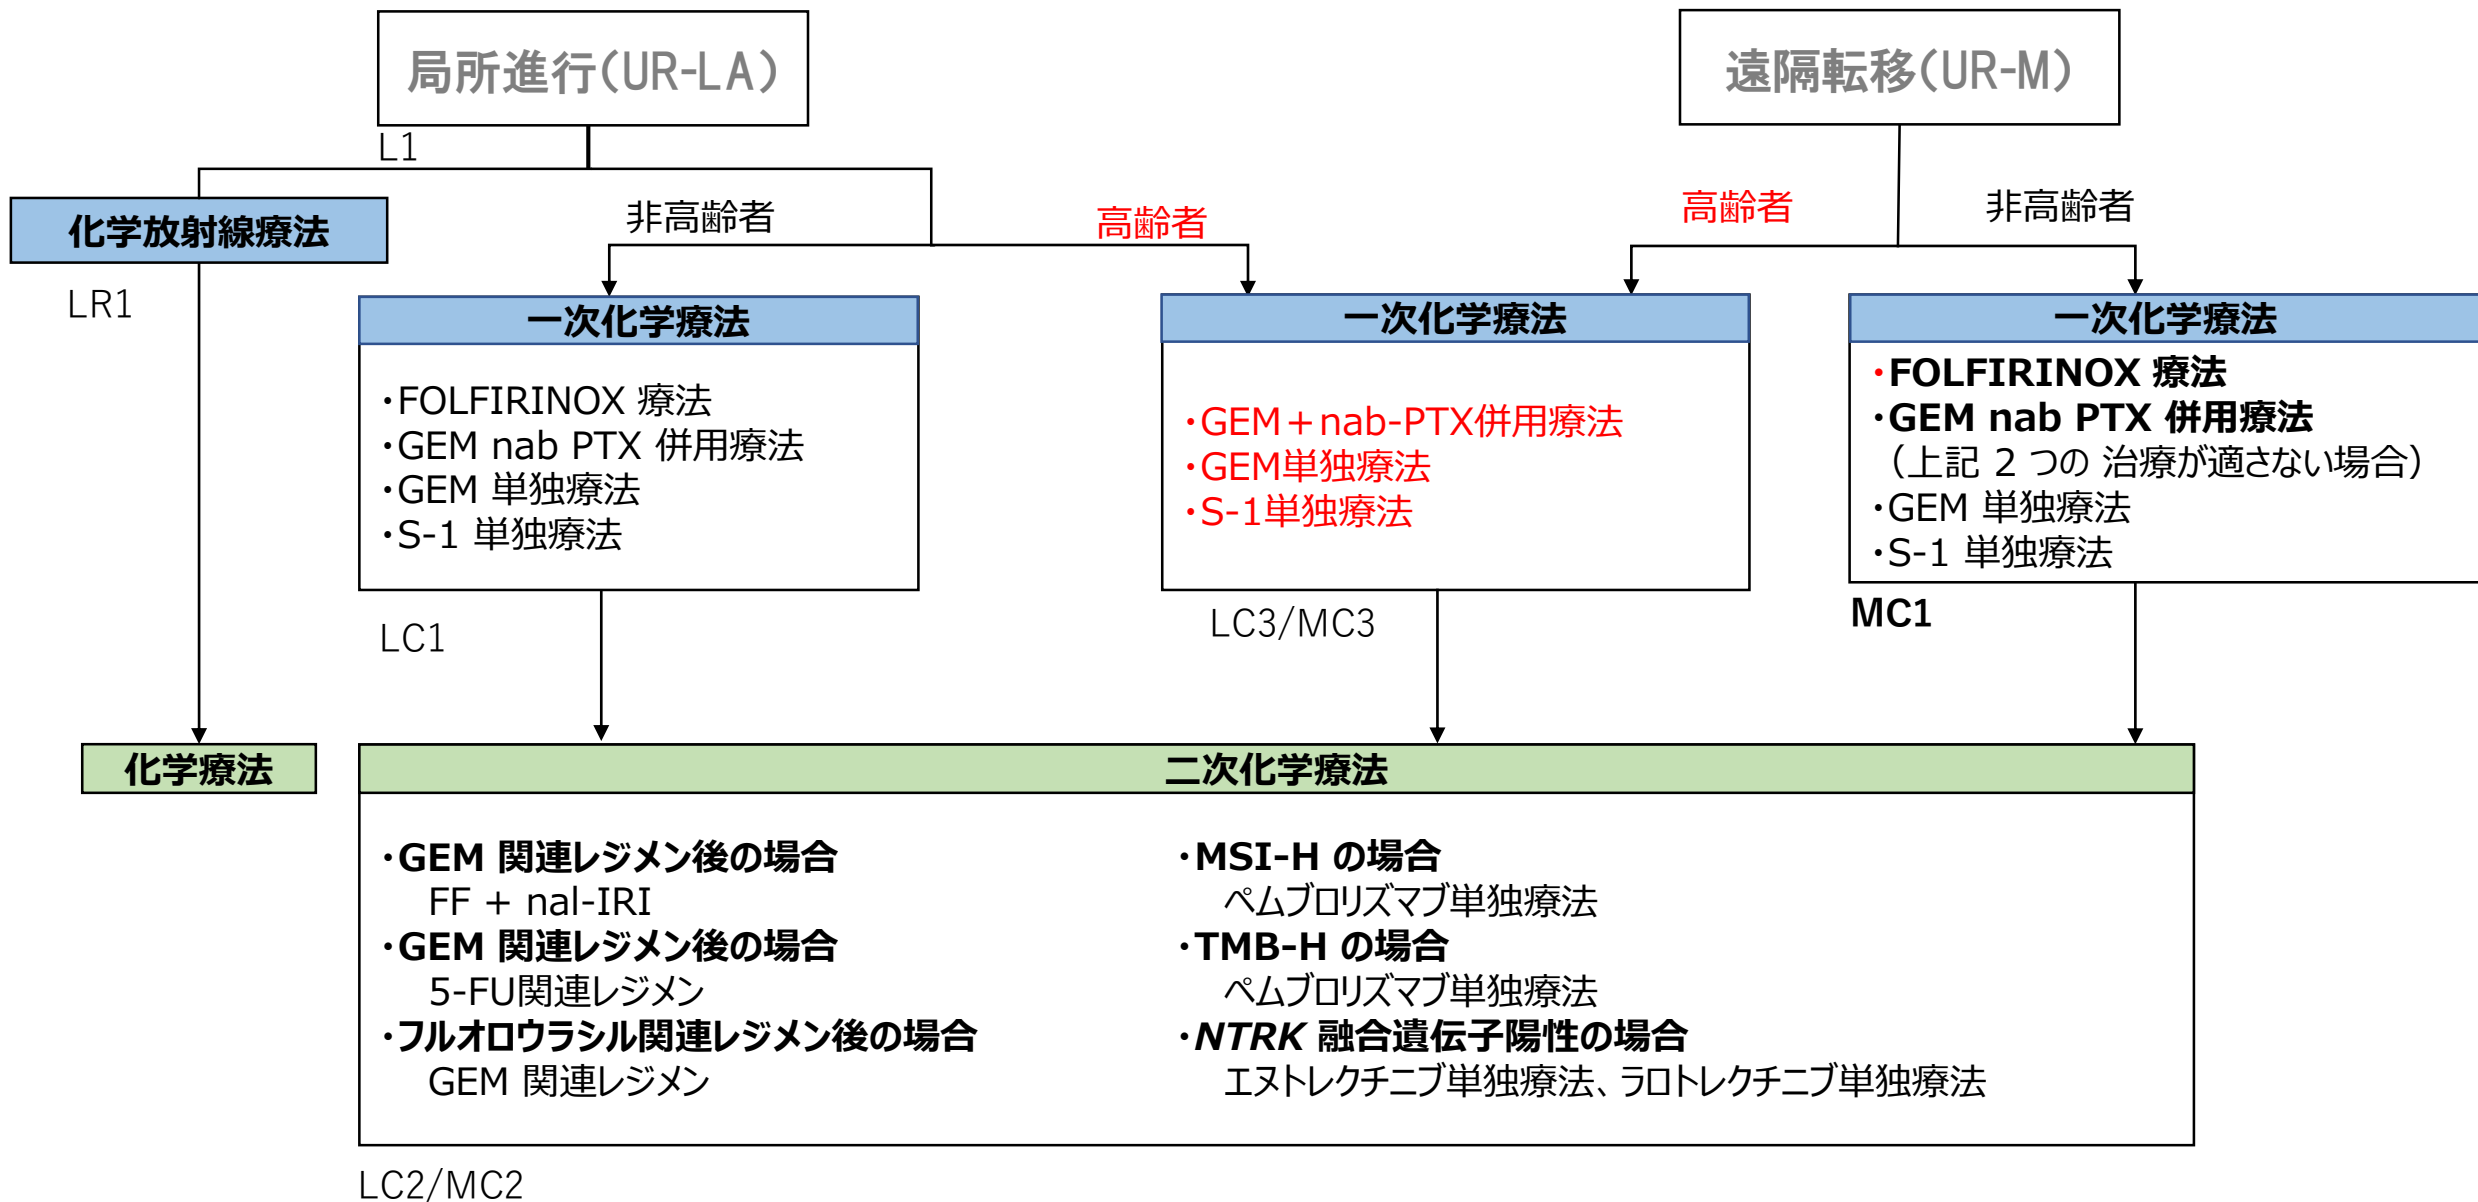 局所進行(UR-LA)
遠隔転移(UR-M)
L1
化学放射線療法
LR1
非高齢者
高齢者
高齢者
非高齢者
一次化学療法
・FOLFIRINOX 療法
・GEM nab PTX 併用療法
・GEM 単独療法
・S-1 単独療法
LC1
一次化学療法
・GEM+nab-PTX併用療法
・GEM単独療法
・S-1単独療法
LC3/MC3
一次化学療法
・FOLFIRINOX 療法
・GEM nab PTX 併用療法
(上記 2 つの 治療が適さない場合)
・GEM 単独療法
・S-1 単独療法
MC1
化学療法
二次化学療法
・GEM 関連レジメン後の場合
FF + nal-IRI
・GEM 関連レジメン後の場合
5-FU関連レジメン
・フルオロウラシル関連レジメン後の場合
GEM 関連レジメン
・MSI-H の場合
ペムブロリズマブ単独療法
・TMB-H の場合
ペムブロリズマブ単独療法
・NTRK 融合遺伝子陽性の場合
エヌトレクチニブ単独療法、ラロトレクチニブ単独療法
LC2/MC2